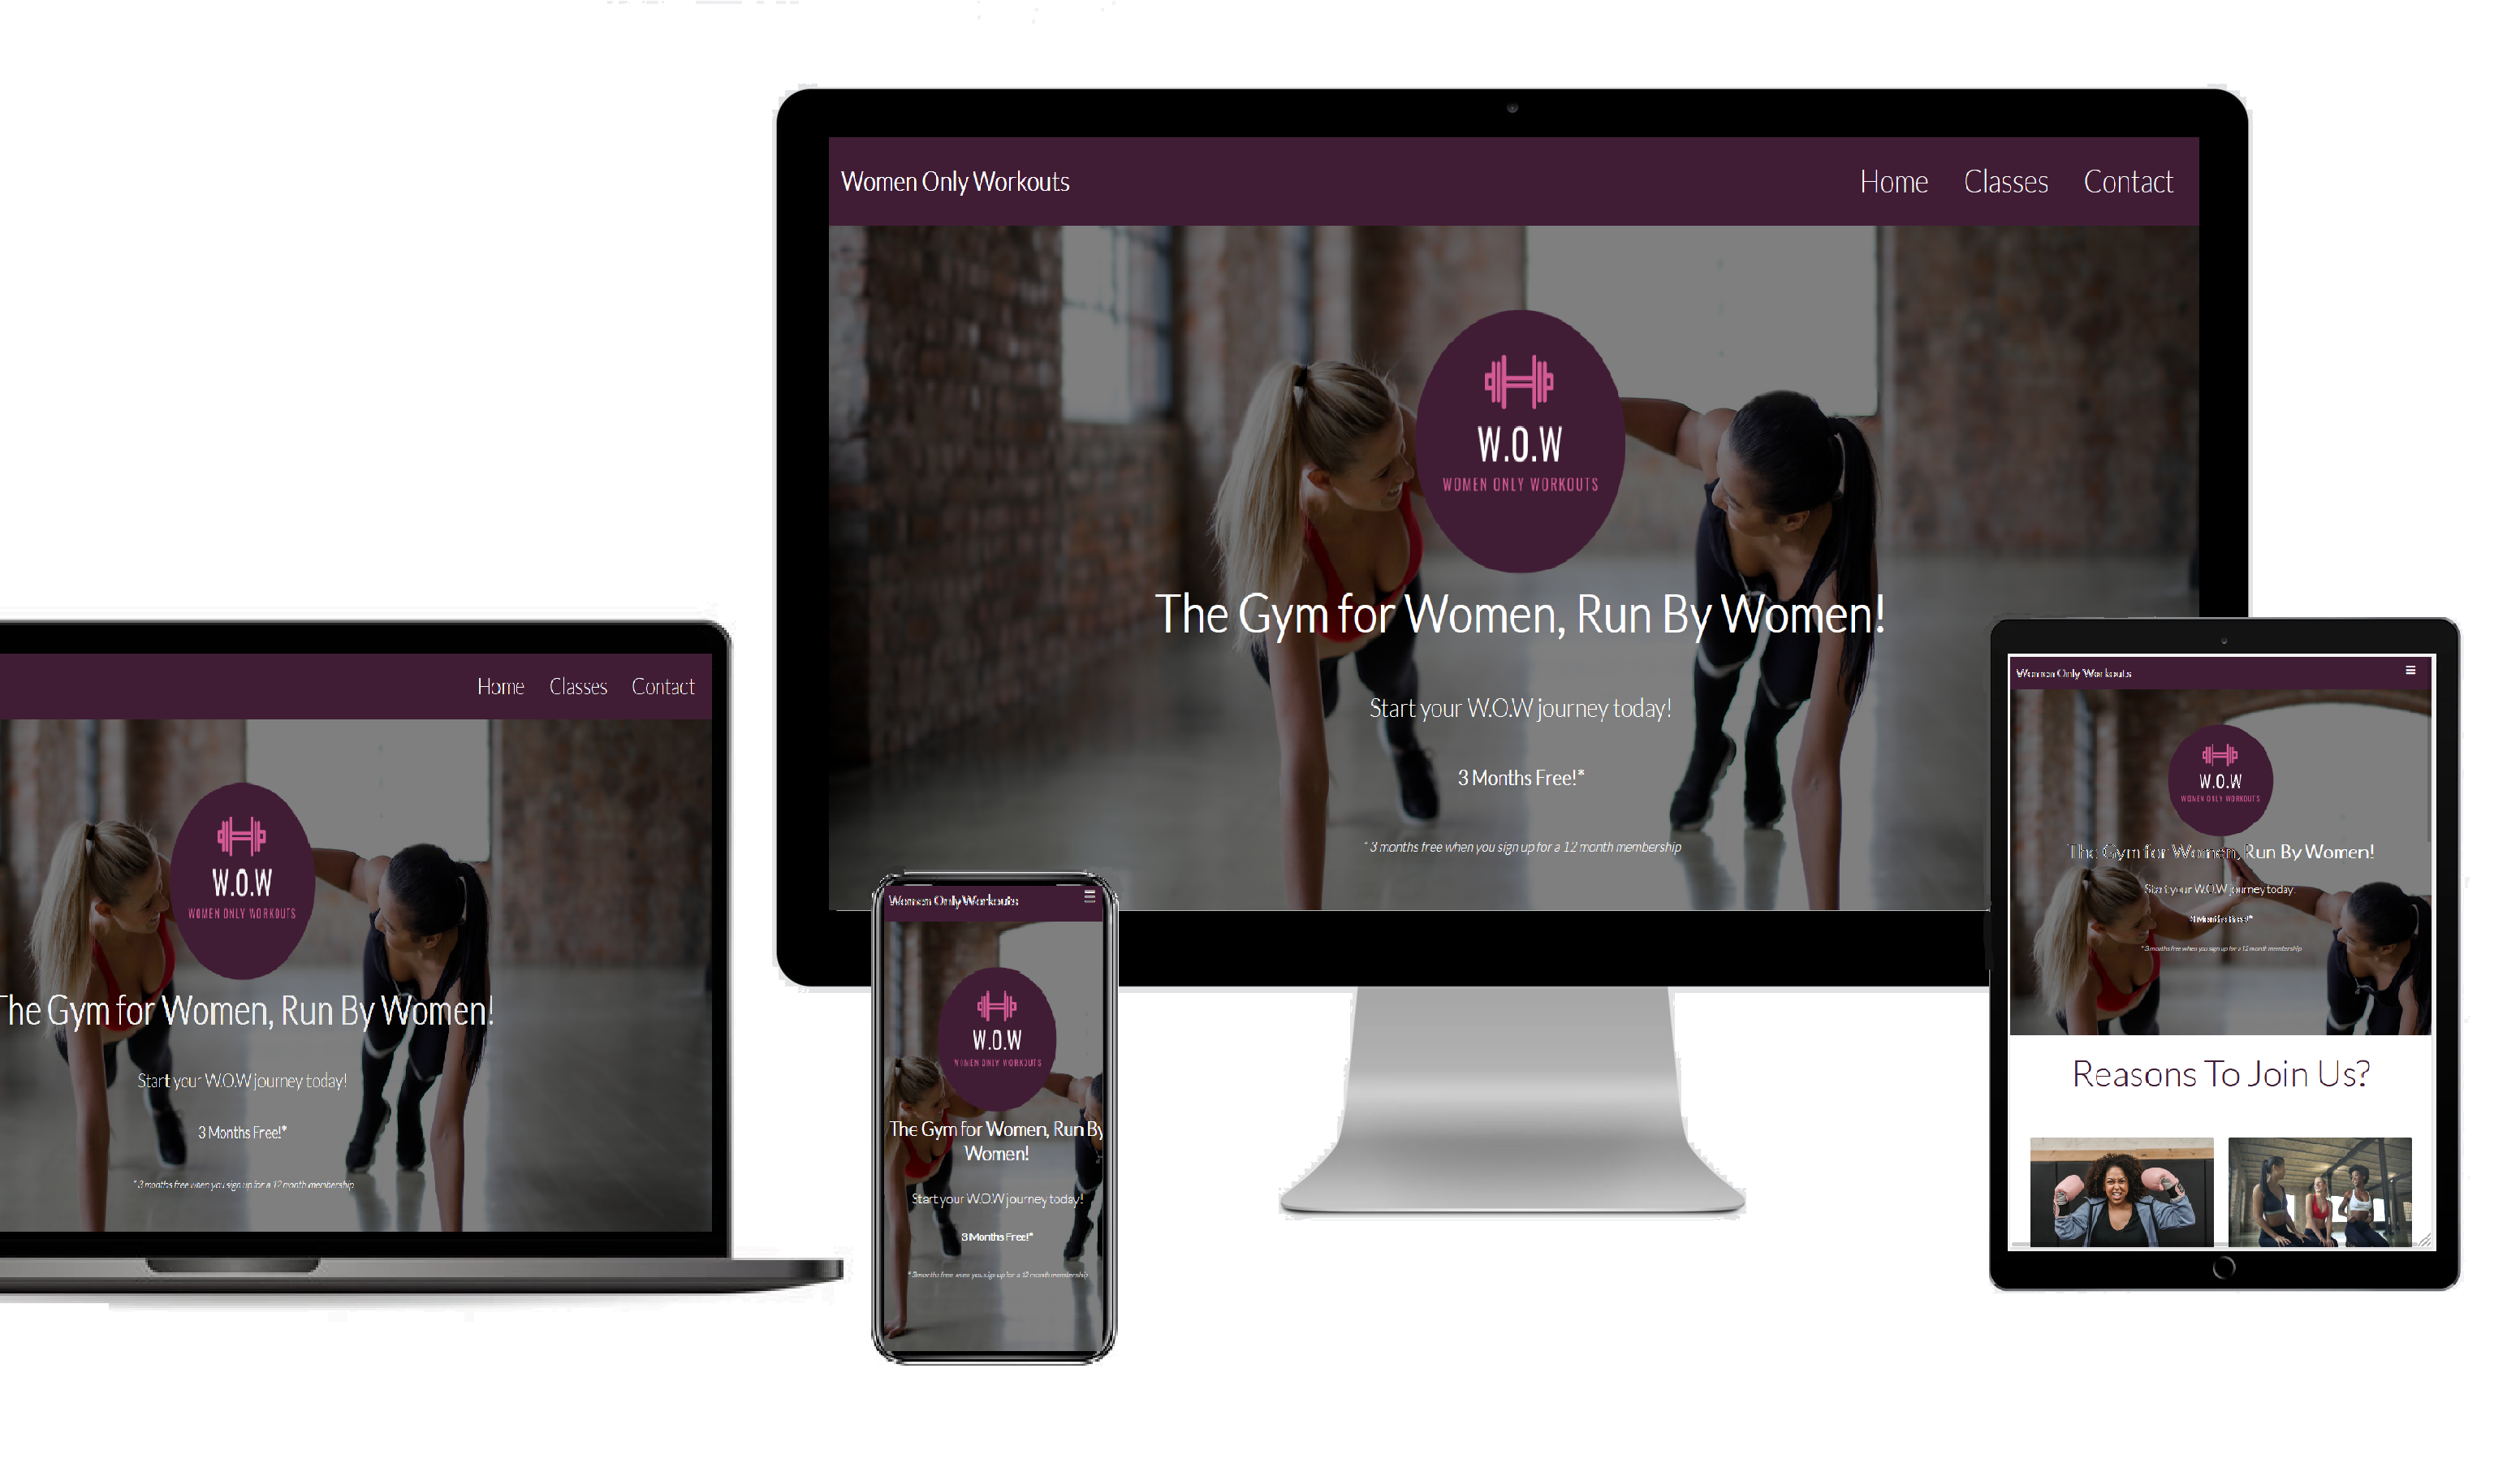 Women Only Workouts
Home Classes Contact
W.O.W
WOMEN ONLY WORKOUTS
The Gym for Women, Run By Women!
Start your W.O.W journey today!
3 Months Free!*
* 3 months free when you sign up for a 12 month membership
Home Classes Contact
W.O.W
WOMEN ONLY WORKOUTS
The Gym for Women, Run By Women!
Start your W.O.W journey today!
3 Months Free!*
* 3 months free when you sign up for a 12 month membership
Women Only Workouts
W.O.W
WOMEN ONLY WORKOUTS
The Gym for Women, Run By
Women!
Start your W.O.W journey today!
3 Months Free!*
* 3 months free when you sign up for a 12 month membership
Women Only Workouts
W.O.W
WOMEN ONLY WORKOUTS
The Gym for Women, Run By Women!
Start your W.O.W journey today!
3 Months Free!*
* 3 months free when you sign up for a 12 month membership
Reasons To Join Us?